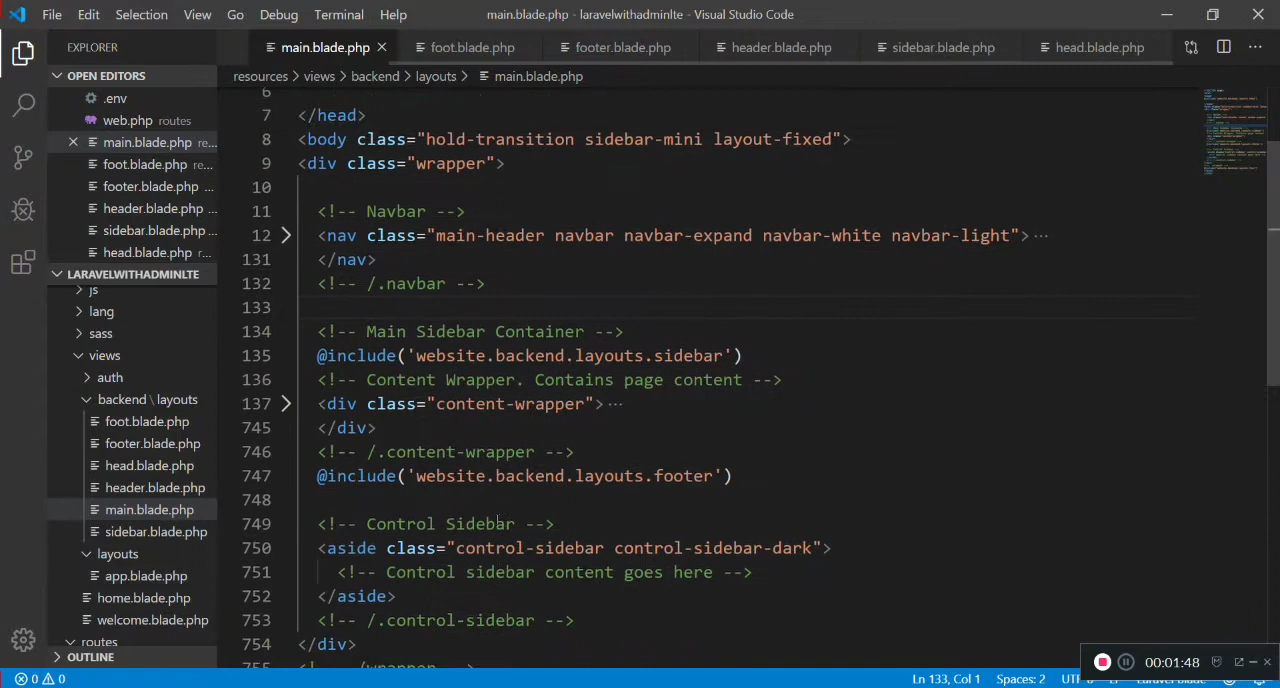 File Edit Selection View Go Debug Terminal Help main.blade.php - laravelwithadminlte - Visual Studio Code
EXPLORER
OPEN EDITORS
.env
web.php routes
main.blade.php re...
foot.blade.php re...
footer.blade.php ...
header.blade.php ...
sidebar.blade.php ...
head.blade.php r...
LARAVELWITHADMINLTE
js
lang
sass
views
auth
backend \ layouts
foot.blade.php
footer.blade.php
head.blade.php
header.blade.php
main.blade.php
sidebar.blade.php
layouts
app.blade.php
home.blade.php
welcome.blade.php
routes
OUTLINE
main.blade.php foot.blade.php footer.blade.php header.blade.php sidebar.blade.php head.blade.php
resources > views > backend > layouts > main.blade.php
6
7 </head>
8 <body class="hold-transition sidebar-mini layout-fixed">
9 <div class="wrapper">
10
11 <!-- Navbar -->
12 <nav class="main-header navbar navbar-expand navbar-white navbar-light"> ...
131 </nav>
132 <!-- /.navbar -->
133
134 <!-- Main Sidebar Container -->
135 @include('website.backend.layouts.sidebar')
136 <!-- Content Wrapper. Contains page content -->
137 <div class="content-wrapper"> ...
745 </div>
746 <!-- /.content-wrapper -->
747 @include('website.backend.layouts.footer')
748
749 <!-- Control Sidebar -->
750 <aside class="control-sidebar control-sidebar-dark">
751 <!-- Control sidebar content goes here -->
752 </aside>
753 <!-- /.control-sidebar -->
754 </div>
755 <!-- ./wrapper -->
00:01:48
0 0 Ln 133, Col 1 Spaces: 2